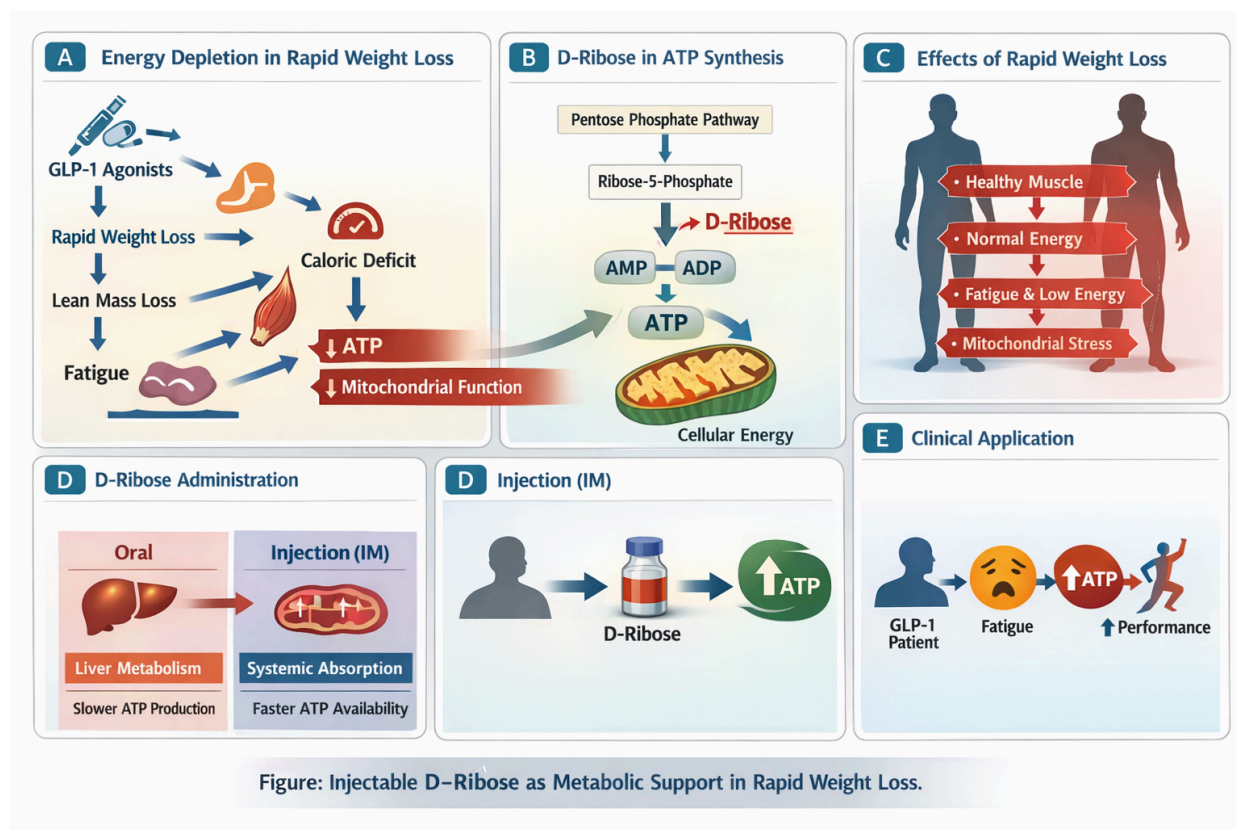 A Energy Depletion in Rapid Weight Loss
GLP-1 Agonists
Rapid Weight Loss
Caloric Deficit
Lean Mass Loss
Fatigue
↓ ATP
↓ Mitochondrial Function
B D-Ribose in ATP Synthesis
Pentose Phosphate Pathway
Ribose-5-Phosphate
D-Ribose
AMP ADP
ATP
Cellular Energy
C Effects of Rapid Weight Loss
• Healthy Muscle
• Normal Energy
• Fatigue & Low Energy
• Mitochondrial Stress
D D-Ribose Administration
Oral
Liver Metabolism
Slower ATP Production
Injection (IM)
Systemic Absorption
Faster ATP Availability
D Injection (IM)
D-Ribose
↑ ATP
E Clinical Application
GLP-1
Patient
Fatigue
↑ ATP
↑ Performance
Figure: Injectable D-Ribose as Metabolic Support in Rapid Weight Loss.